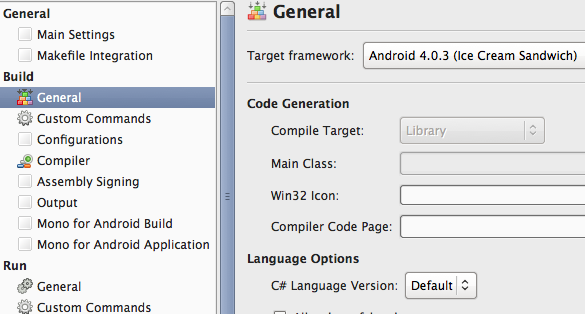 General
Main Settings
Makefile Integration
Build
General
Custom Commands
Configurations
Compiler
Assembly Signing
Output
Mono for Android Build
Mono for Android Application
Run
General
Custom Commands
General
Target framework: Android 4.0.3 (Ice Cream Sandwich)
Code Generation
Compile Target: Library
Main Class:
Win32 Icon:
Compiler Code Page:
Language Options
C# Language Version: Default